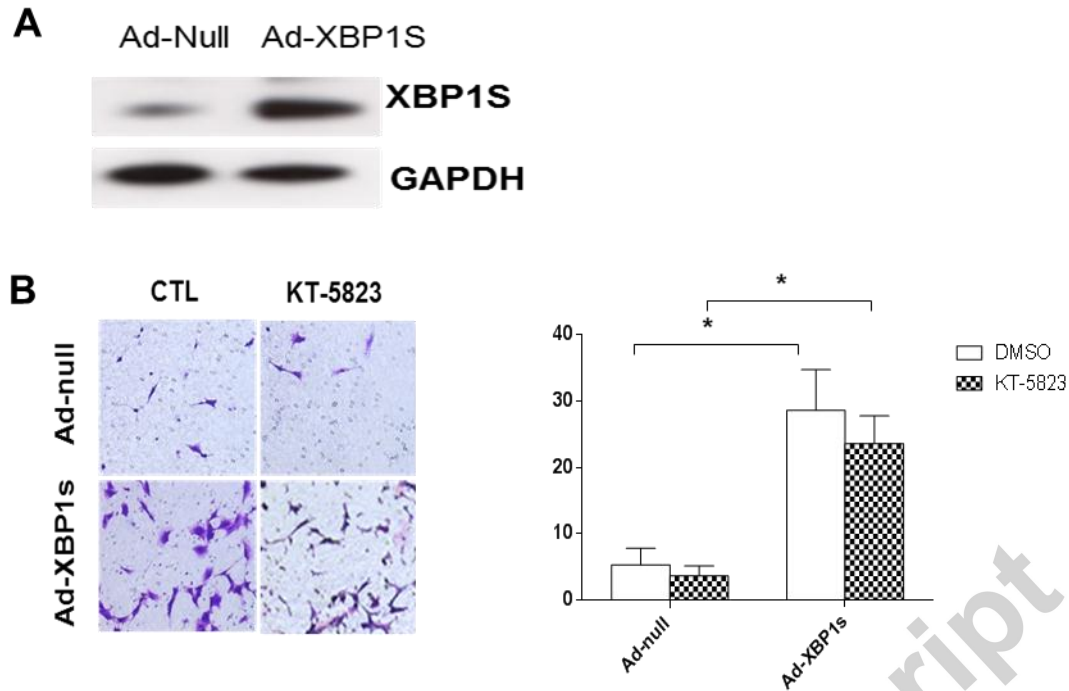 A
Ad-Null Ad-XBP1S
XBP1S
GAPDH
B
CTL KT-5823
Ad-null
Ad-XBP1s
*
*
40
30
20
10
0
DMSO
KT-5823
Ad-null
Ad-XBP1s
ript